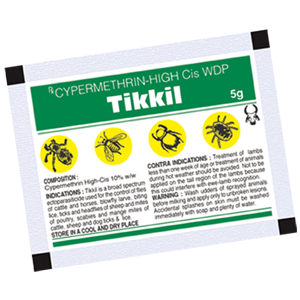 ℞CYPERMETHRIN-HIGH Cis WDP
Tikkil
5g
COMPOSITION :
Cypermethrin High-Cis 10% w/w
INDICATIONS : Tikkil is a broad spectrum
ectoparasiticide used for the control of flies
of cattle and horses, blowfly larve, biting
lice, ticks and headflies of sheep and mites
of poultry, scabies and mange mites of
cattle, sheep and dog ticks & lice.
STORE IN A COOL AND DRY PLACE
CONTRA INDICATIONS : Treatment of lambs
less than one week of age or treatment of animals
during hot weather should be avoided. Not to be
applied on the tail region of the lambs because
this could interfere with ewe-lamb recognition.
WARNING : Wash udders of sprayed animals
before milking and only to unbroken skins.
Accidental splashes on skin must be washed
immediately with soap and plenty of water.